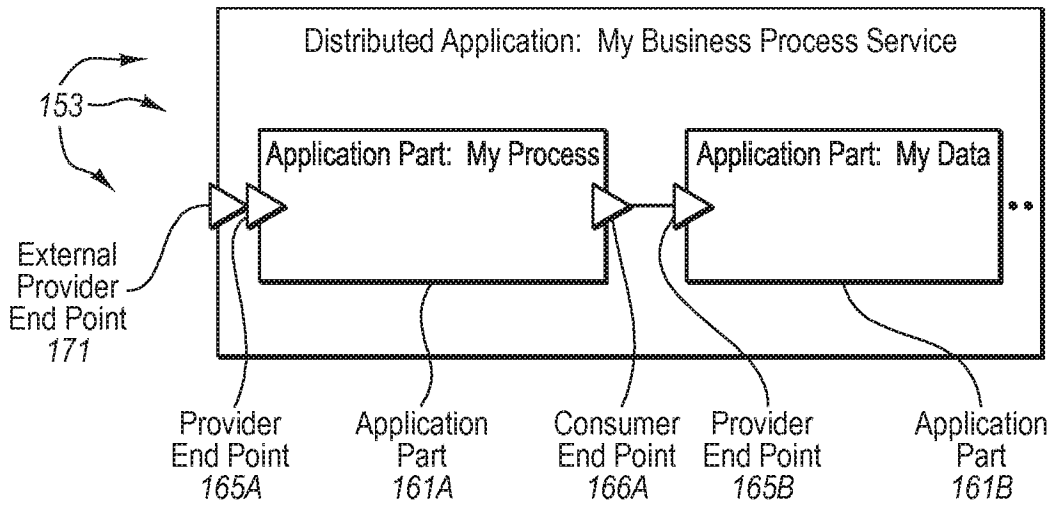 Distributed Application: My Business Process Service
153
Application Part: My Process
Application Part: My Data
External
Provider
End Point
171
Provider
End Point
165A
Application
Part
161A
Consumer
End Point
166A
Provider
End Point
165B
Application
Part
161B